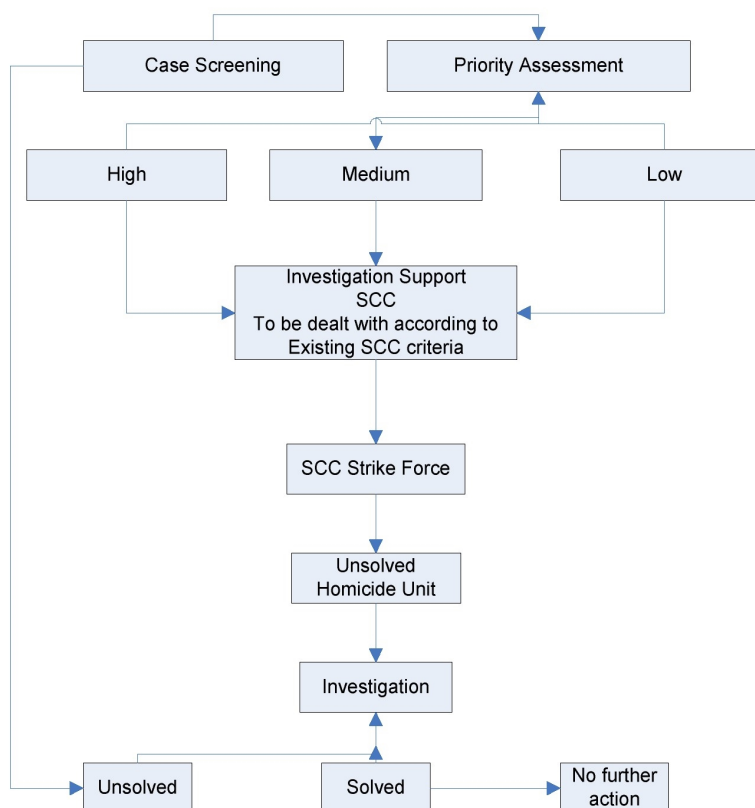 Case Screening
Priority Assessment
High
Medium
Low
Investigation Support
SCC
To be dealt with according to
Existing SCC criteria
SCC Strike Force
Unsolved
Homicide Unit
Investigation
Unsolved
Solved
No further
action